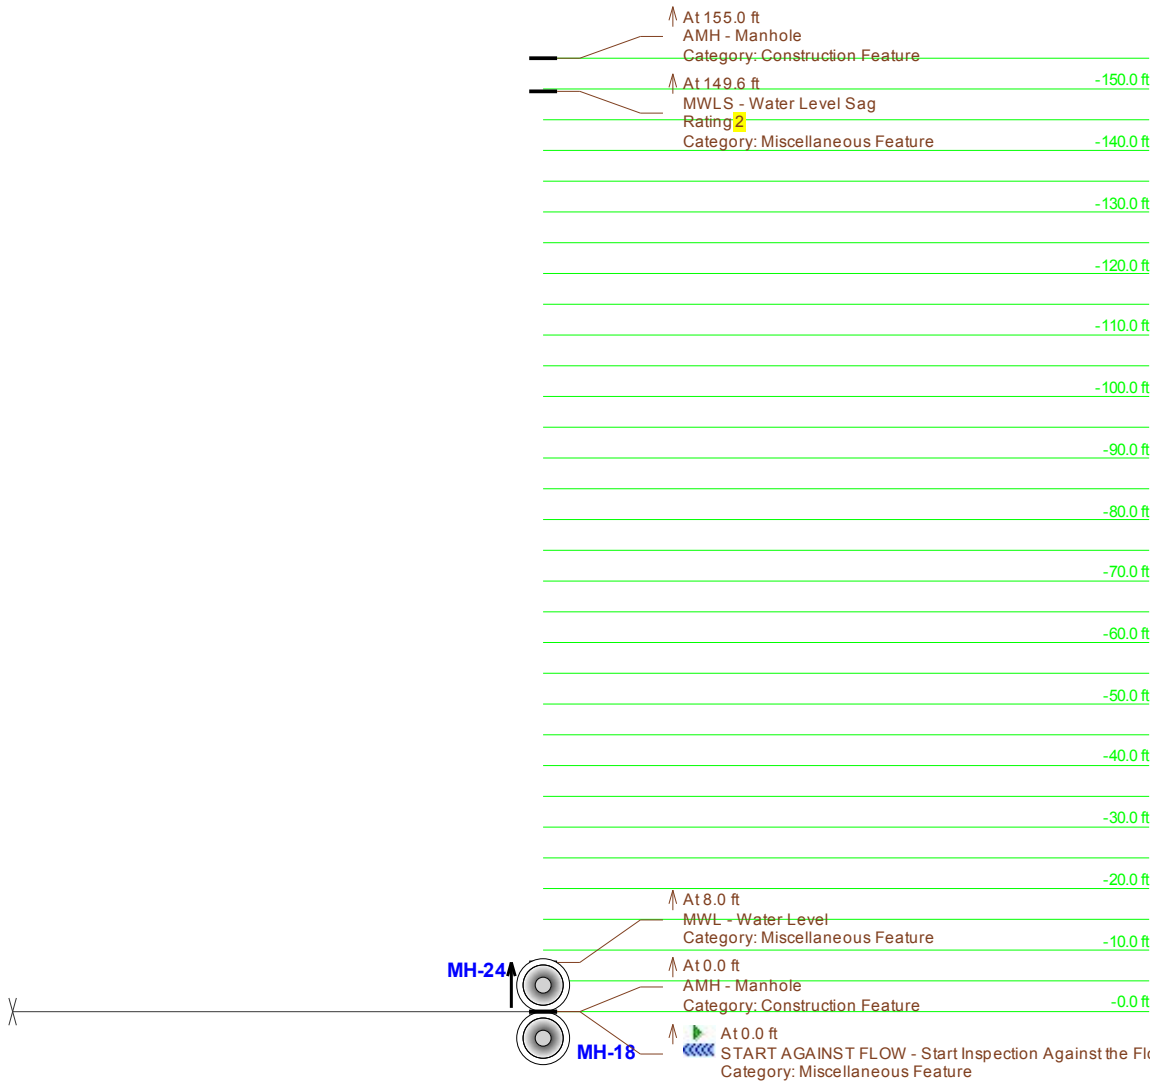 At 155.0 ft
AMH - Manhole
Category: Construction Feature
-150.0 ft
At 149.6 ft
MWLS - Water Level Sag
Rating 2
Category: Miscellaneous Feature
-140.0 ft
-130.0 ft
-120.0 ft
-110.0 ft
-100.0 ft
-90.0 ft
-80.0 ft
-70.0 ft
-60.0 ft
-50.0 ft
-40.0 ft
-30.0 ft
-20.0 ft
At 8.0 ft
MWL - Water Level
Category: Miscellaneous Feature
-10.0 ft
MH-24
At 0.0 ft
AMH - Manhole
Category: Construction Feature
-0.0 ft
At 0.0 ft
MH-18
START AGAINST FLOW - Start Inspection Against the Flo
Category: Miscellaneous Feature